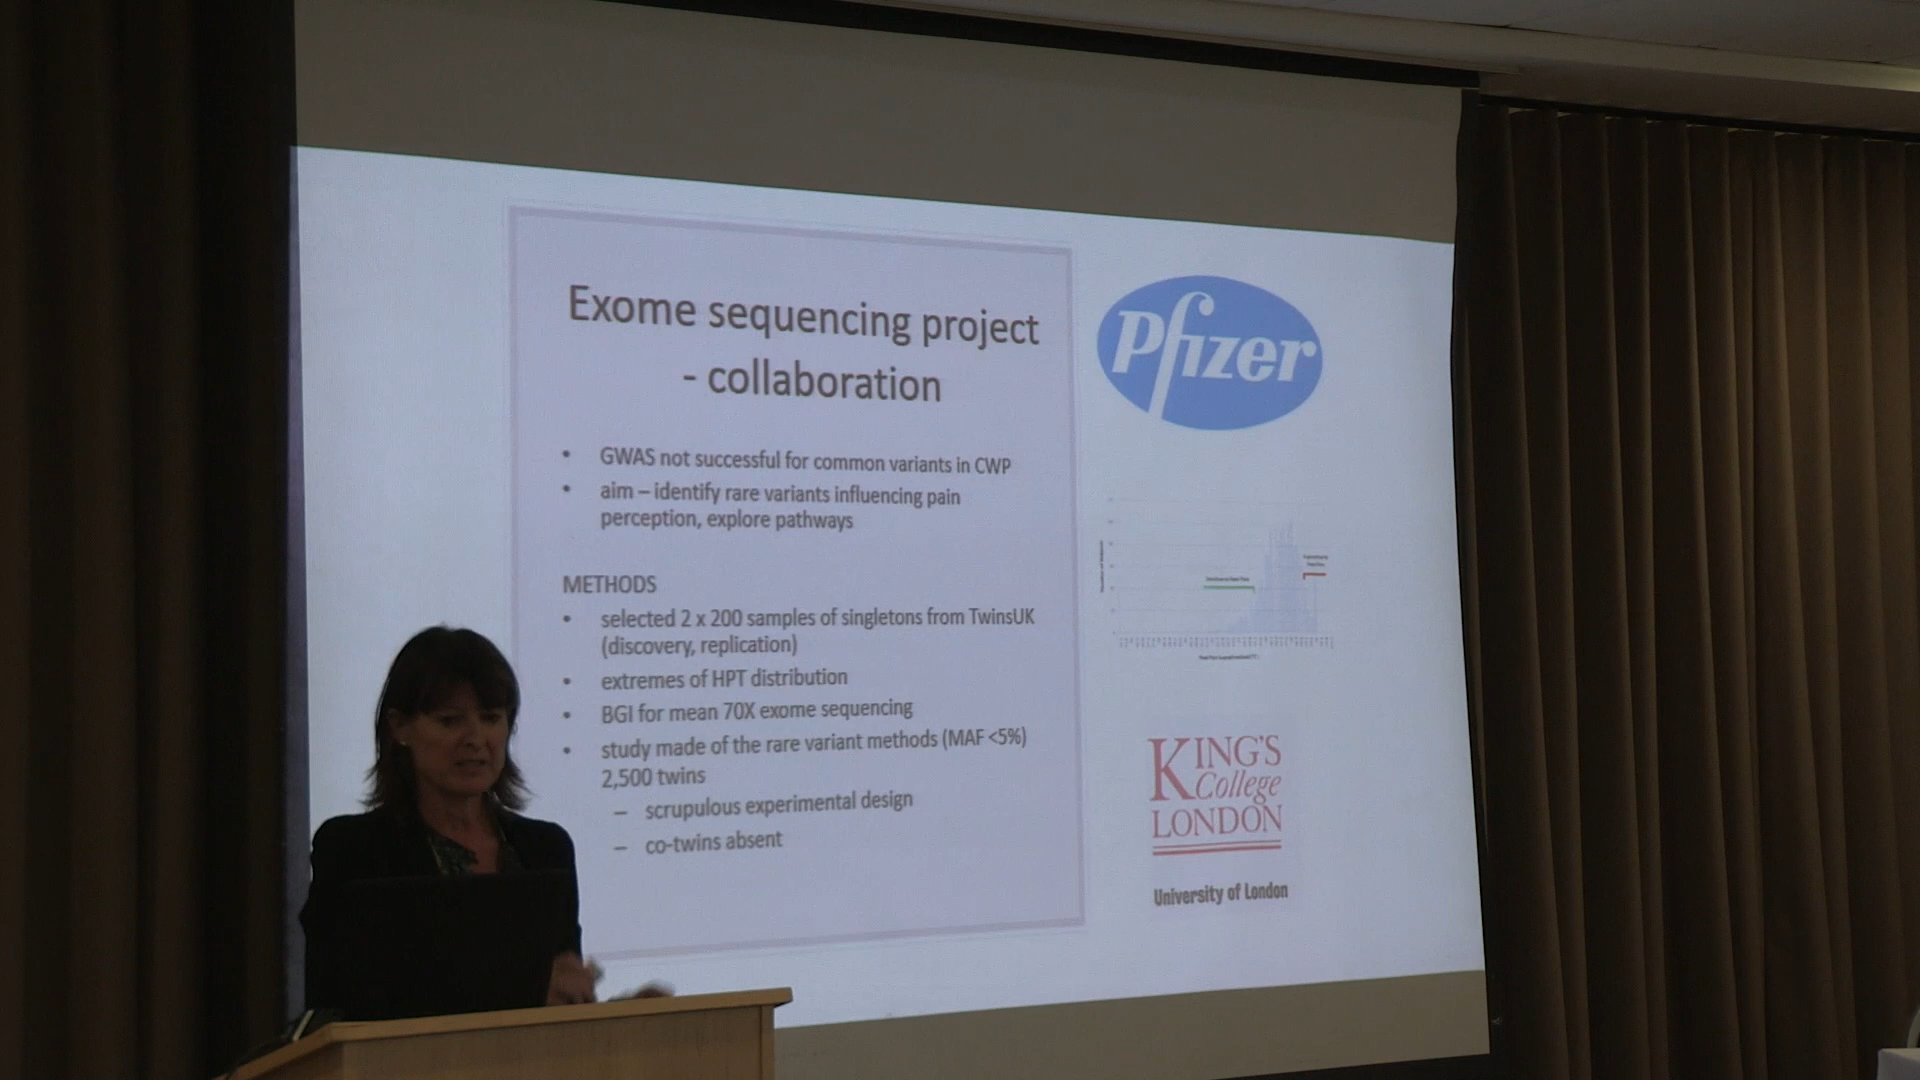 Exome sequencing project
- collaboration
• GWAS not successful for common variants in CWP
• aim – identify rare variants influencing pain
perception, explore pathways
METHODS
• selected 2 x 200 samples of singletons from TwinsUK
(discovery, replication)
• extremes of HPT distribution
• BGI for mean 70X exome sequencing
• study made of the rare variant methods (MAF <5%)
2,500 twins
– scrupulous experimental design
– co-twins absent
Pfizer
KING'S
College
LONDON
University of London